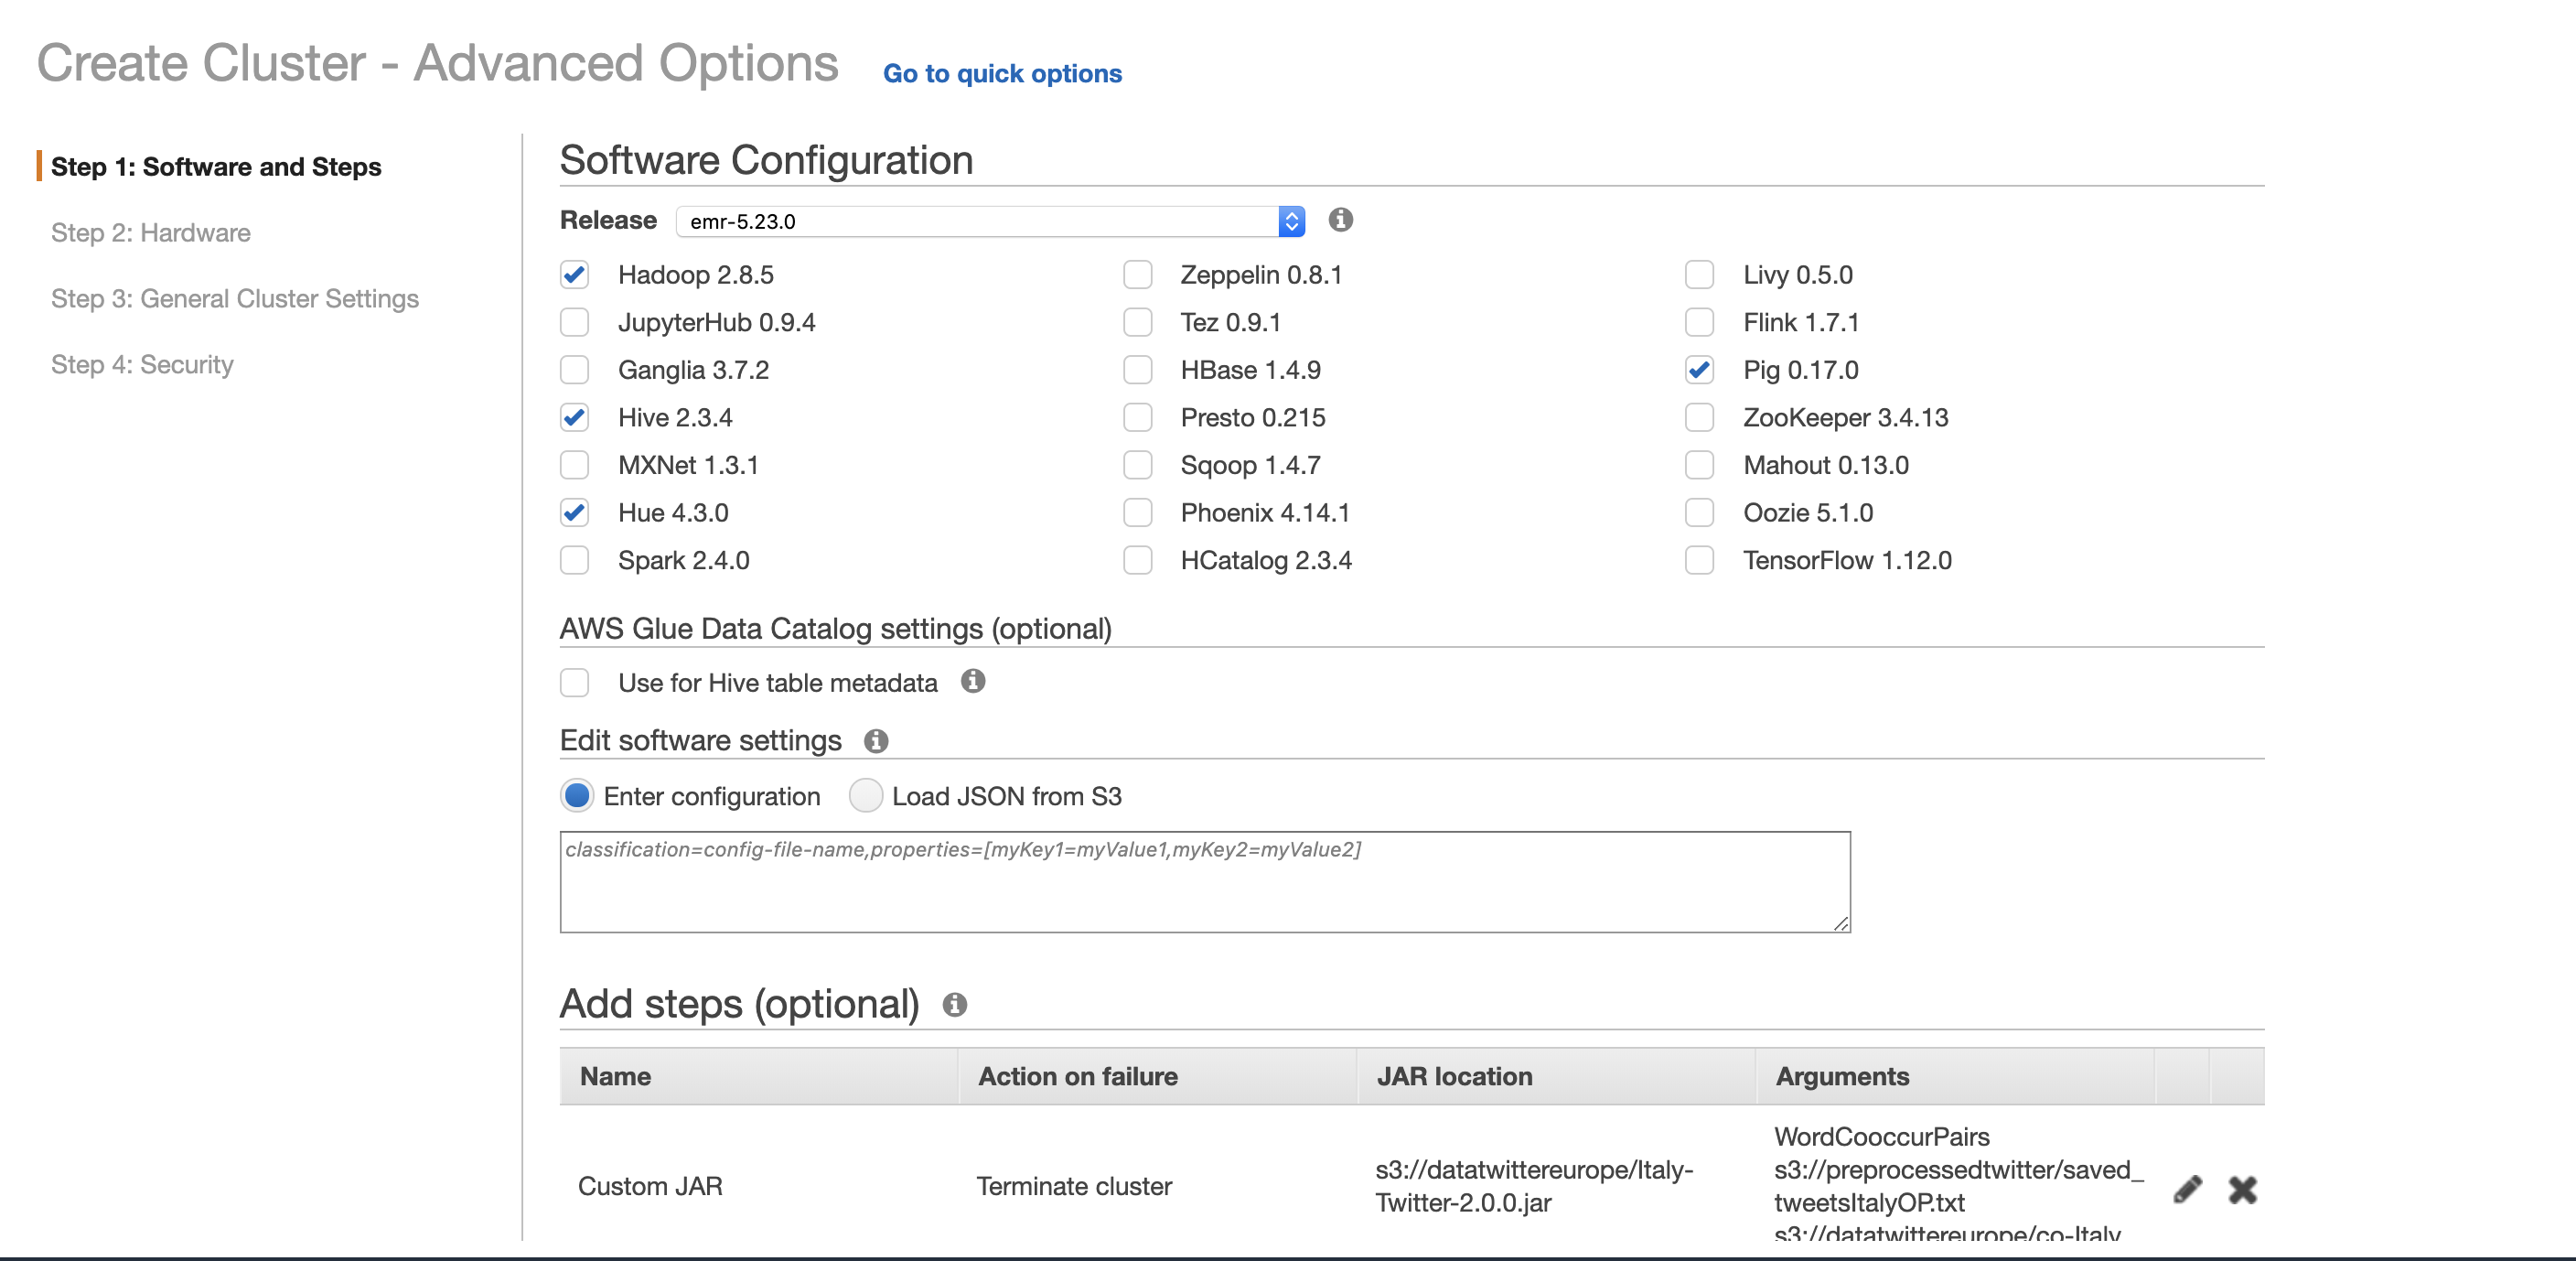 Create Cluster - Advanced Options Go to quick options
Step 1: Software and Steps
Step 2: Hardware
Step 3: General Cluster Settings
Step 4: Security
Software Configuration
Release emr-5.23.0
Hadoop 2.8.5 Zeppelin 0.8.1 Livy 0.5.0
JupyterHub 0.9.4 Tez 0.9.1 Flink 1.7.1
Ganglia 3.7.2 HBase 1.4.9 Pig 0.17.0
Hive 2.3.4 Presto 0.215 ZooKeeper 3.4.13
MXNet 1.3.1 Sqoop 1.4.7 Mahout 0.13.0
Hue 4.3.0 Phoenix 4.14.1 Oozie 5.1.0
Spark 2.4.0 HCatalog 2.3.4 TensorFlow 1.12.0
AWS Glue Data Catalog settings (optional)
Use for Hive table metadata
Edit software settings
Enter configuration Load JSON from S3
classification=config-file-name,properties=[myKey1=myValue1,myKey2=myValue2]
Add steps (optional)
Name Action on failure JAR location Arguments
Custom JAR
Terminate cluster
s3://datatwittereurope/Italy-
Twitter-2.0.0.jar
WordCooccurPairs
s3://preprocessedtwitter/saved_
tweetsItalyOP.txt
s3://datatwittereurope/co-Italy